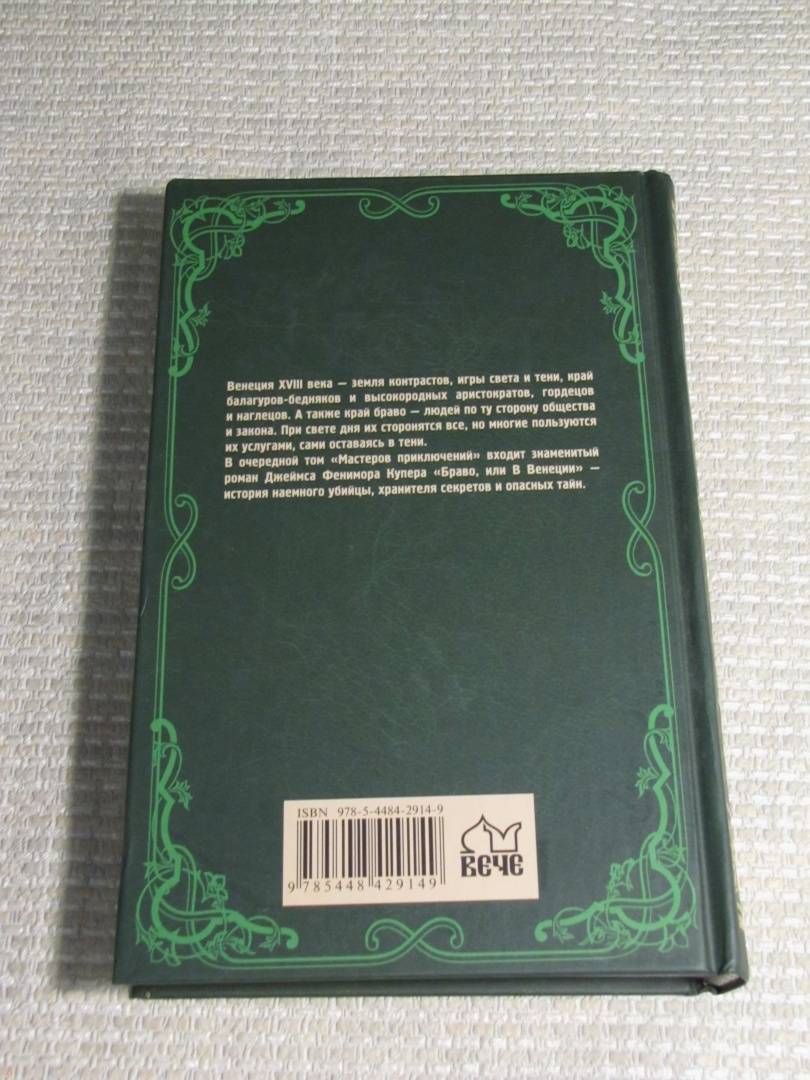 Венеция XVIII века — земля контрастов, игры света и тени, край
балагуров-бедняков и высокородных аристократов, гордецов
и наглецов. А также край браво — людей по ту сторону общества
и закона. При свете дня их сторонятся все, но многие пользуются
их услугами, сами оставаясь в тени.
В очередной том «Мастеров приключений» входит знаменитый
роман Джеймса Фенимора Купера «Браво, или В Венеции» —
история наемного убийцы, хранителя секретов и опасных тайн.
ISBN 978-5-4484-2914-9
9 785448 429149
ВЕЧЕ